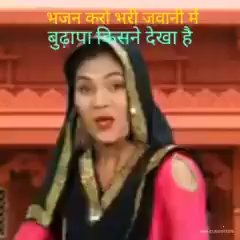 भजन करो भरी जवानी में
बुढ़ापा किसने देखा है